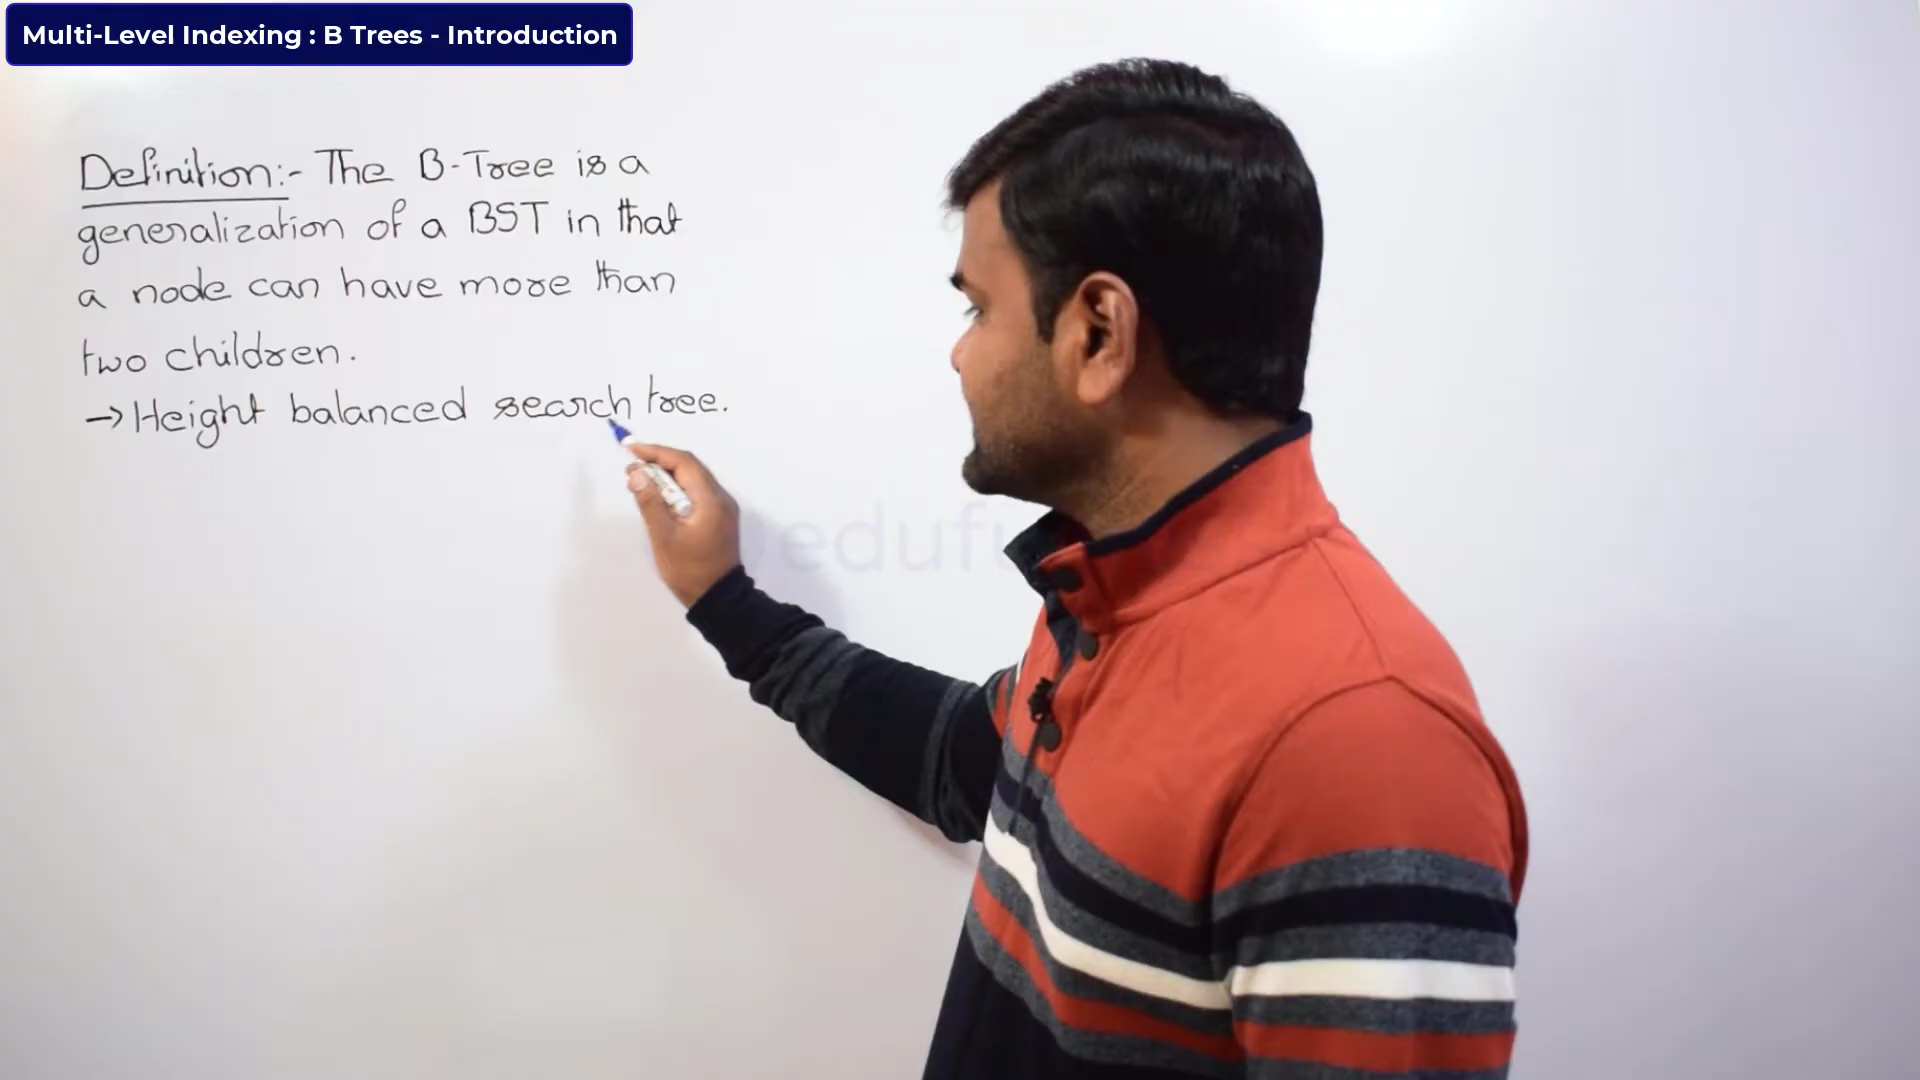 Multi-Level Indexing : B Trees - Introduction
Definition:- The B-Tree is a
generalization of a BST in that
a node can have more than
two children.
→ Height balanced search tree.